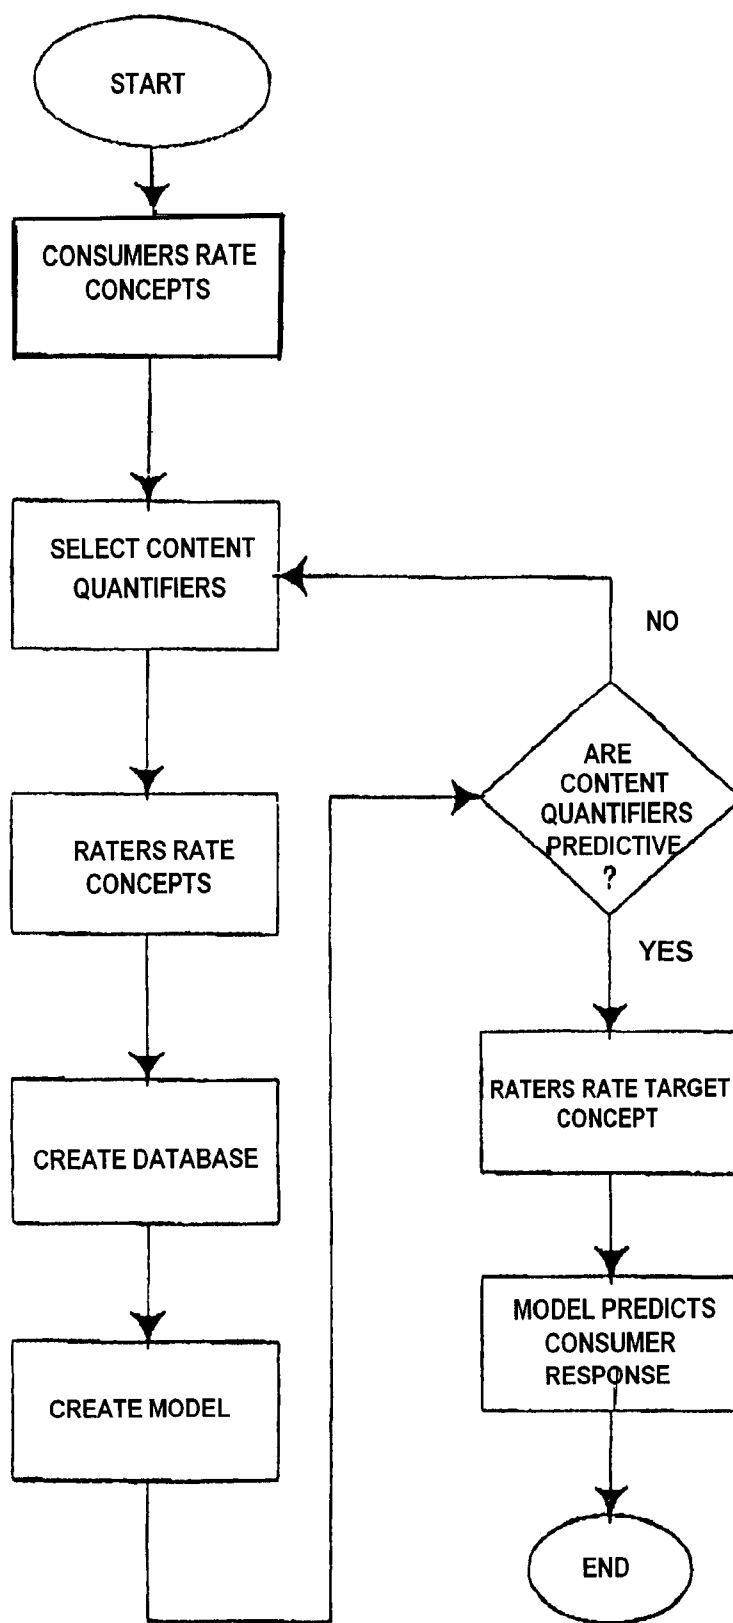 START
CONSUMERS RATE
CONCEPTS
SELECT CONTENT
QUANTIFIERS
RATERS RATE
CONCEPTS
CREATE DATABASE
CREATE MODEL
NO
ARE
CONTENT
QUANTIFIERS
PREDICTIVE
?
YES
RATERS RATE TARGET
CONCEPT
MODEL PREDICTS
CONSUMER
RESPONSE
END